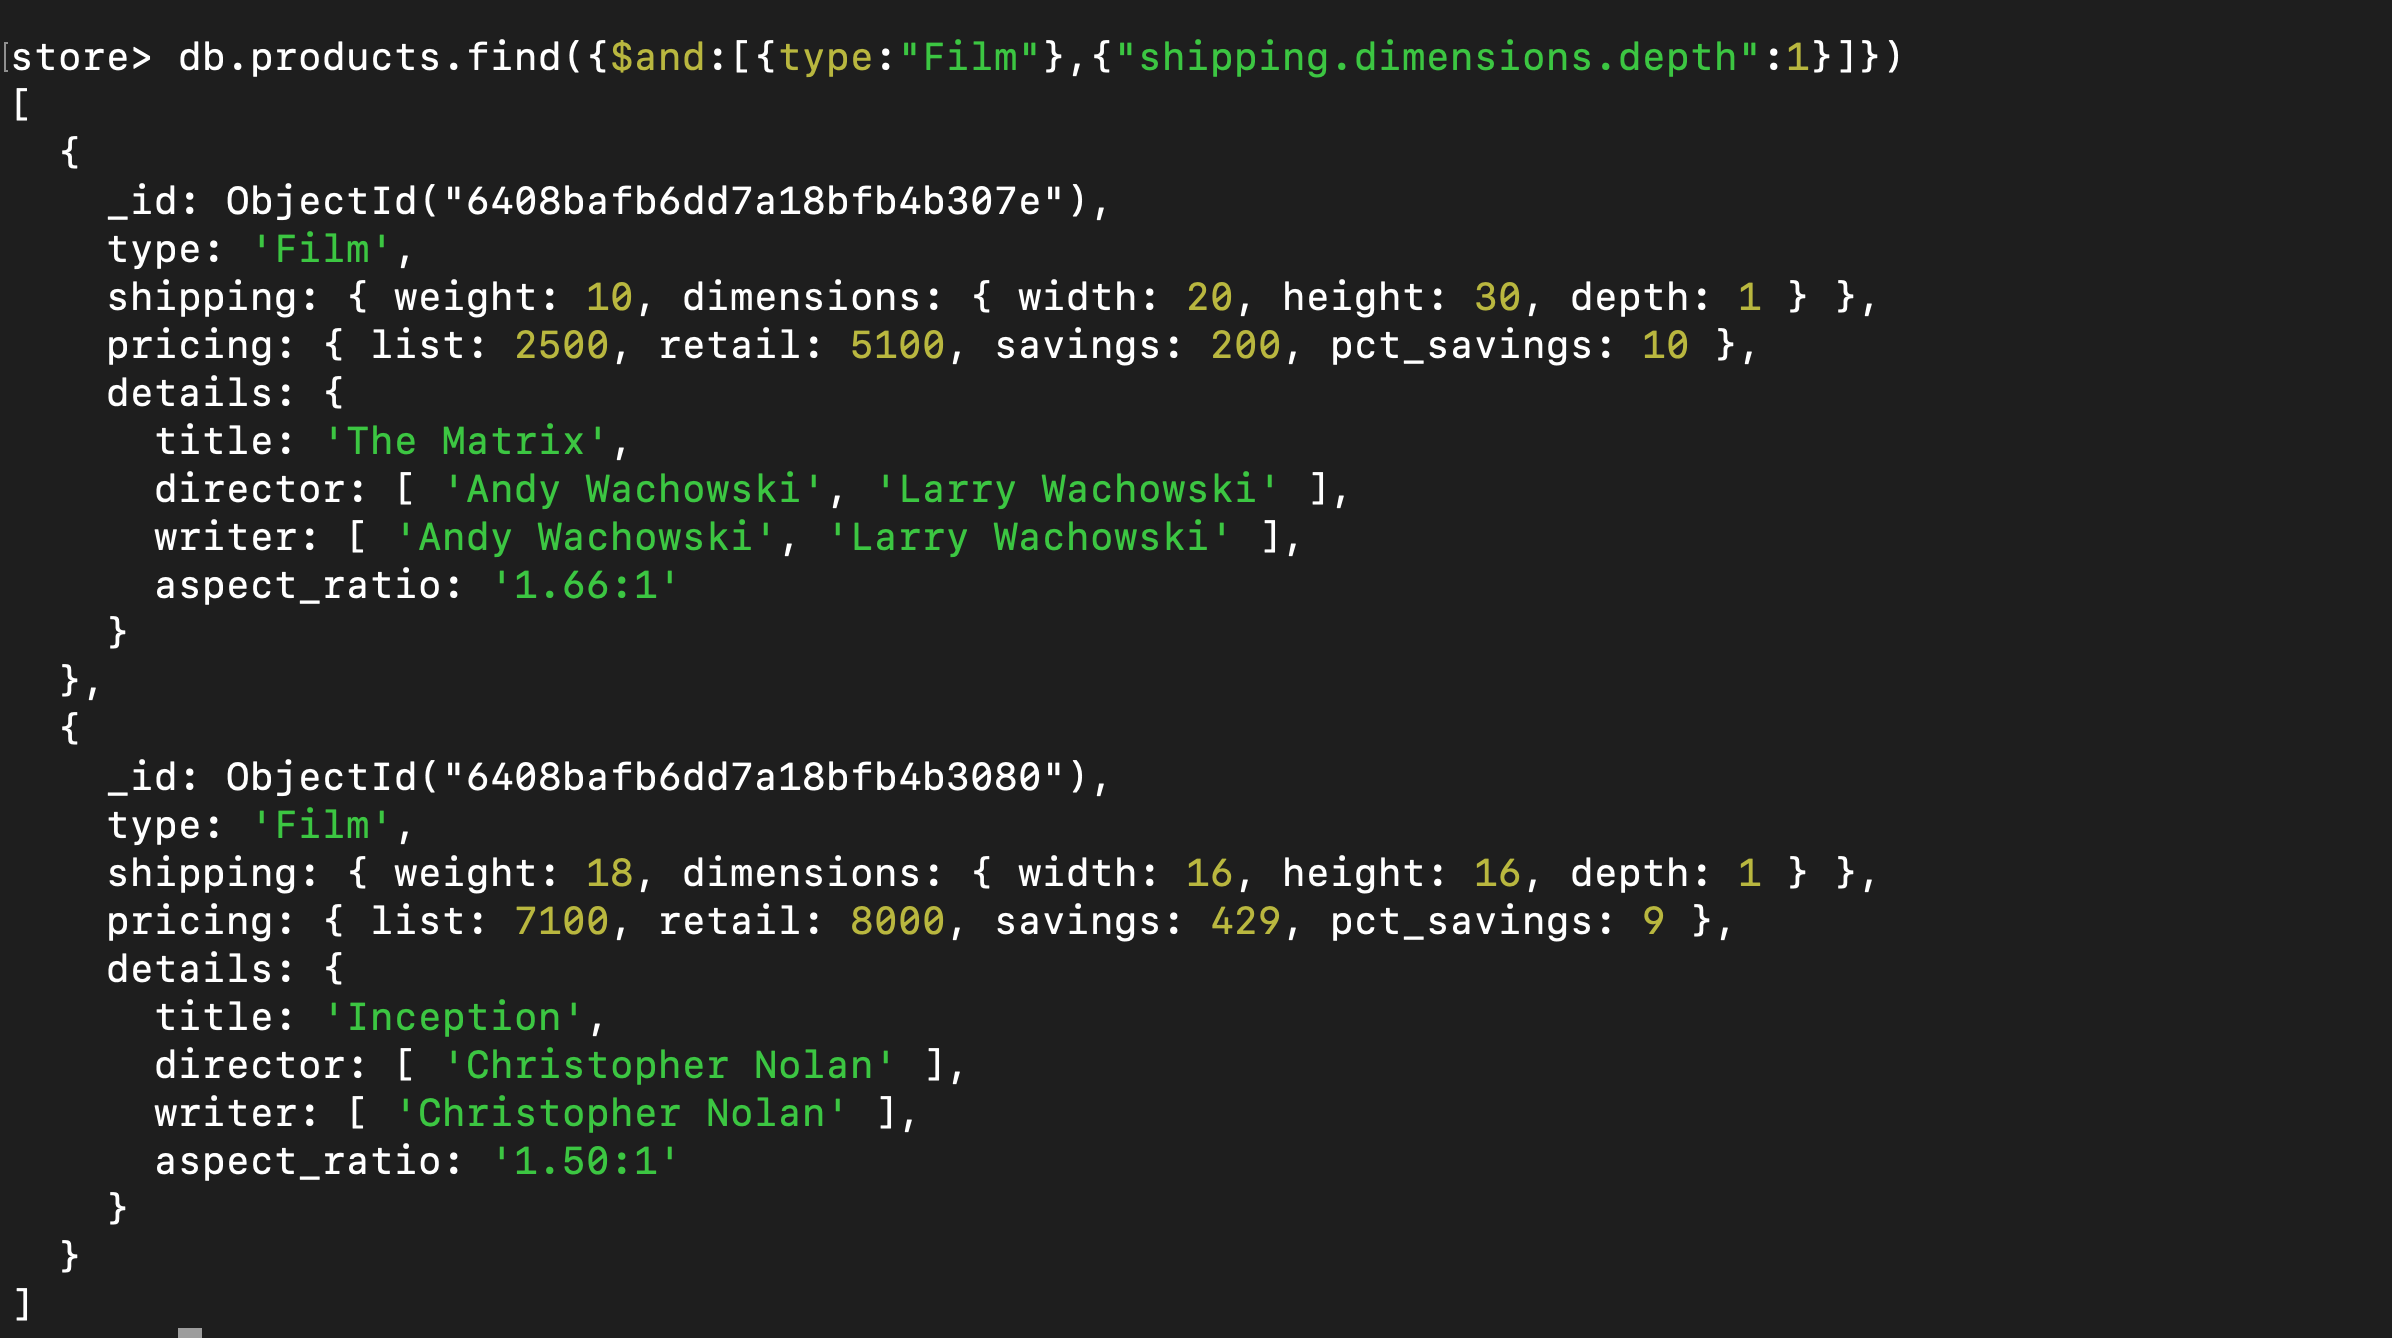 store> db.products.find({$and:[{type:"Film"},{"shipping.dimensions.depth":1}]})
[
  {
    _id: ObjectId("6408bafb6dd7a18bfb4b307e"),
    type: 'Film',
    shipping: { weight: 10, dimensions: { width: 20, height: 30, depth: 1 } },
    pricing: { list: 2500, retail: 5100, savings: 200, pct_savings: 10 },
    details: {
      title: 'The Matrix',
      director: [ 'Andy Wachowski', 'Larry Wachowski' ],
      writer: [ 'Andy Wachowski', 'Larry Wachowski' ],
      aspect_ratio: '1.66:1'
    }
  },
  {
    _id: ObjectId("6408bafb6dd7a18bfb4b3080"),
    type: 'Film',
    shipping: { weight: 18, dimensions: { width: 16, height: 16, depth: 1 } },
    pricing: { list: 7100, retail: 8000, savings: 429, pct_savings: 9 },
    details: {
      title: 'Inception',
      director: [ 'Christopher Nolan' ],
      writer: [ 'Christopher Nolan' ],
      aspect_ratio: '1.50:1'
    }
  }
]